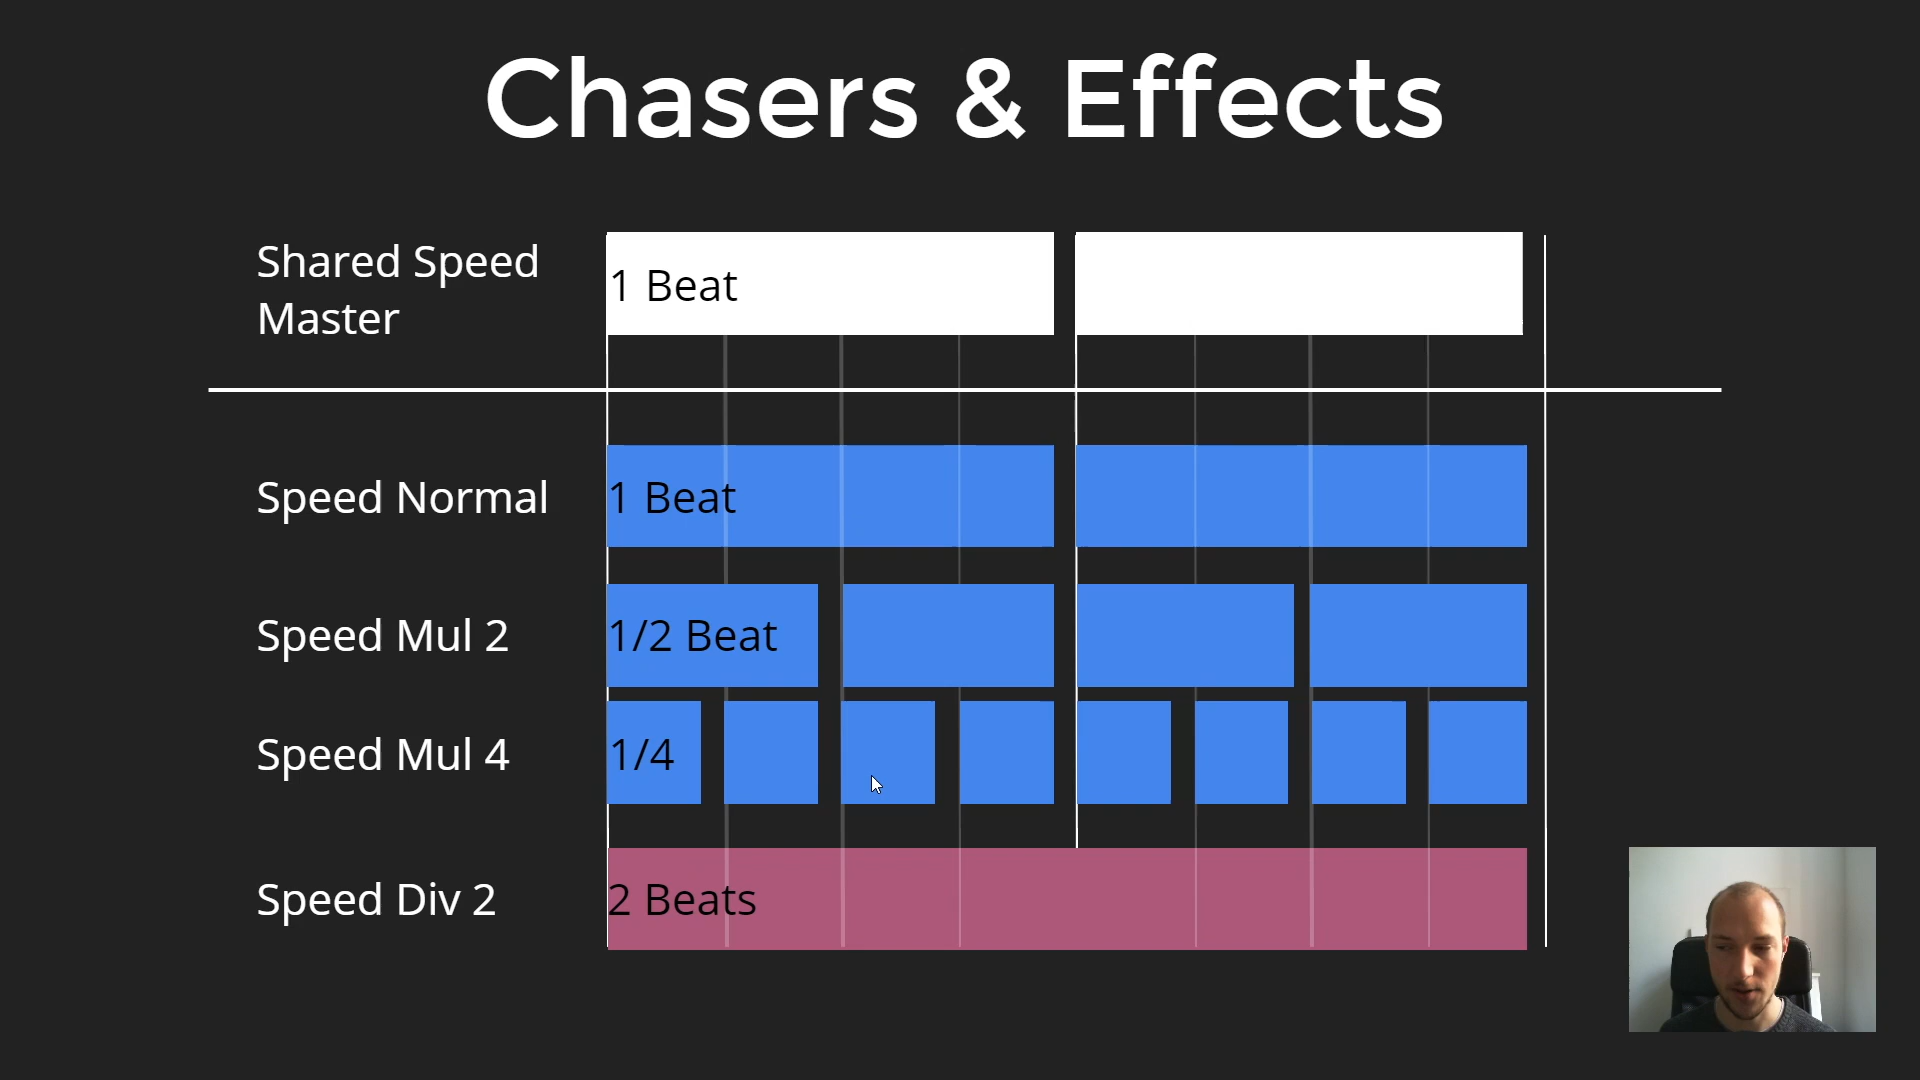 Chasers & Effects
Shared Speed
Master
1 Beat
Speed Normal
1 Beat
Speed Mul 2
1/2 Beat
Speed Mul 4
1/4
Speed Div 2
2 Beats